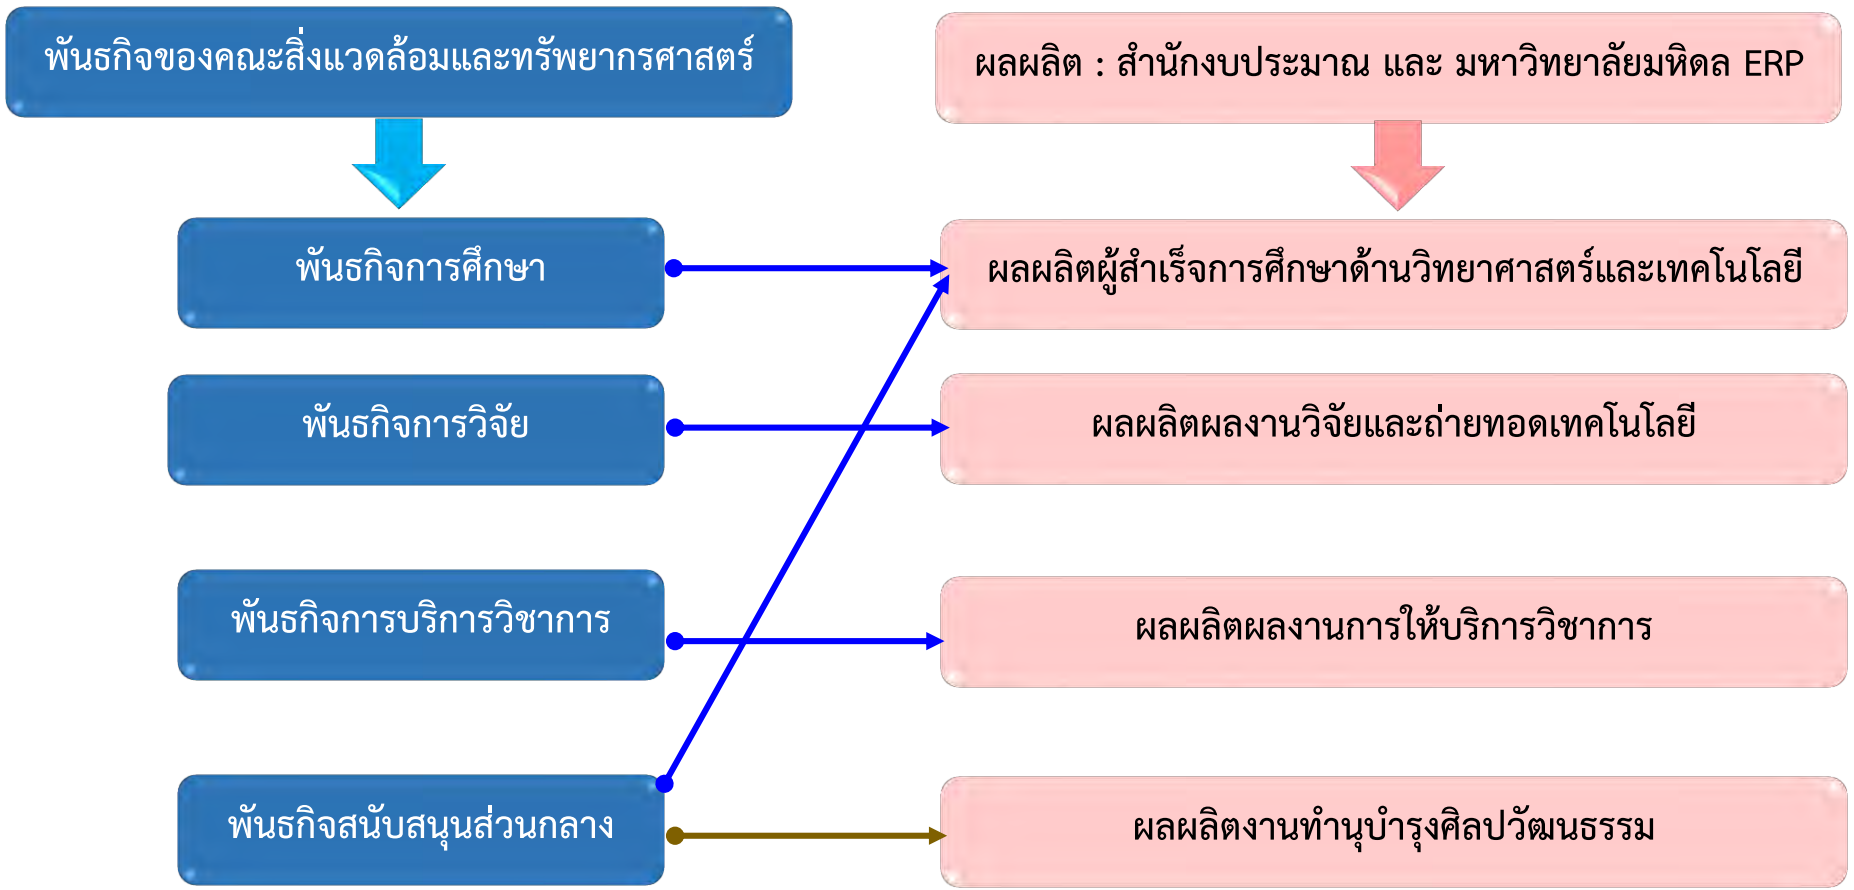 พันธกิจของคณะสิ่งแวดล้อมและทรัพยากรศาสตร์
ผลผลิต : สำนักงบประมาณ และ มหาวิทยาลัยมหิดล ERP
พันธกิจการศึกษา
ผลผลิตผู้สำเร็จการศึกษาด้านวิทยาศาสตร์และเทคโนโลยี
พันธกิจการวิจัย
ผลผลิตผลงานวิจัยและถ่ายทอดเทคโนโลยี
พันธกิจการบริการวิชาการ
ผลผลิตผลงานการให้บริการวิชาการ
พันธกิจสนับสนุนส่วนกลาง
ผลผลิตงานทำนุบำรุงศิลปวัฒนธรรม